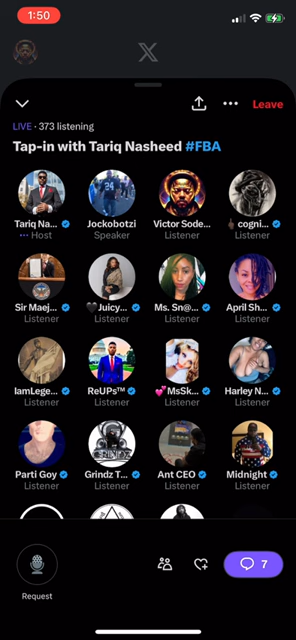 1:50
LIVE · 373 listening
Leave
Tap-in with Tariq Nasheed #FBA
Tariq Na...
Host
Jockobotzi
Speaker
Victor Sode...
Listener
cogni...
Listener
Sir Maej...
Listener
🖤Juicy...
Listener
Ms. Sn@...
Listener
April Sh...
Listener
IamLege...
Listener
ReUPs™
Listener
💕MsSk...
Listener
Harley N...
Listener
Parti Goy
Listener
Grindz T...
Listener
Ant CEO
Listener
Midnight
Listener
Request
7